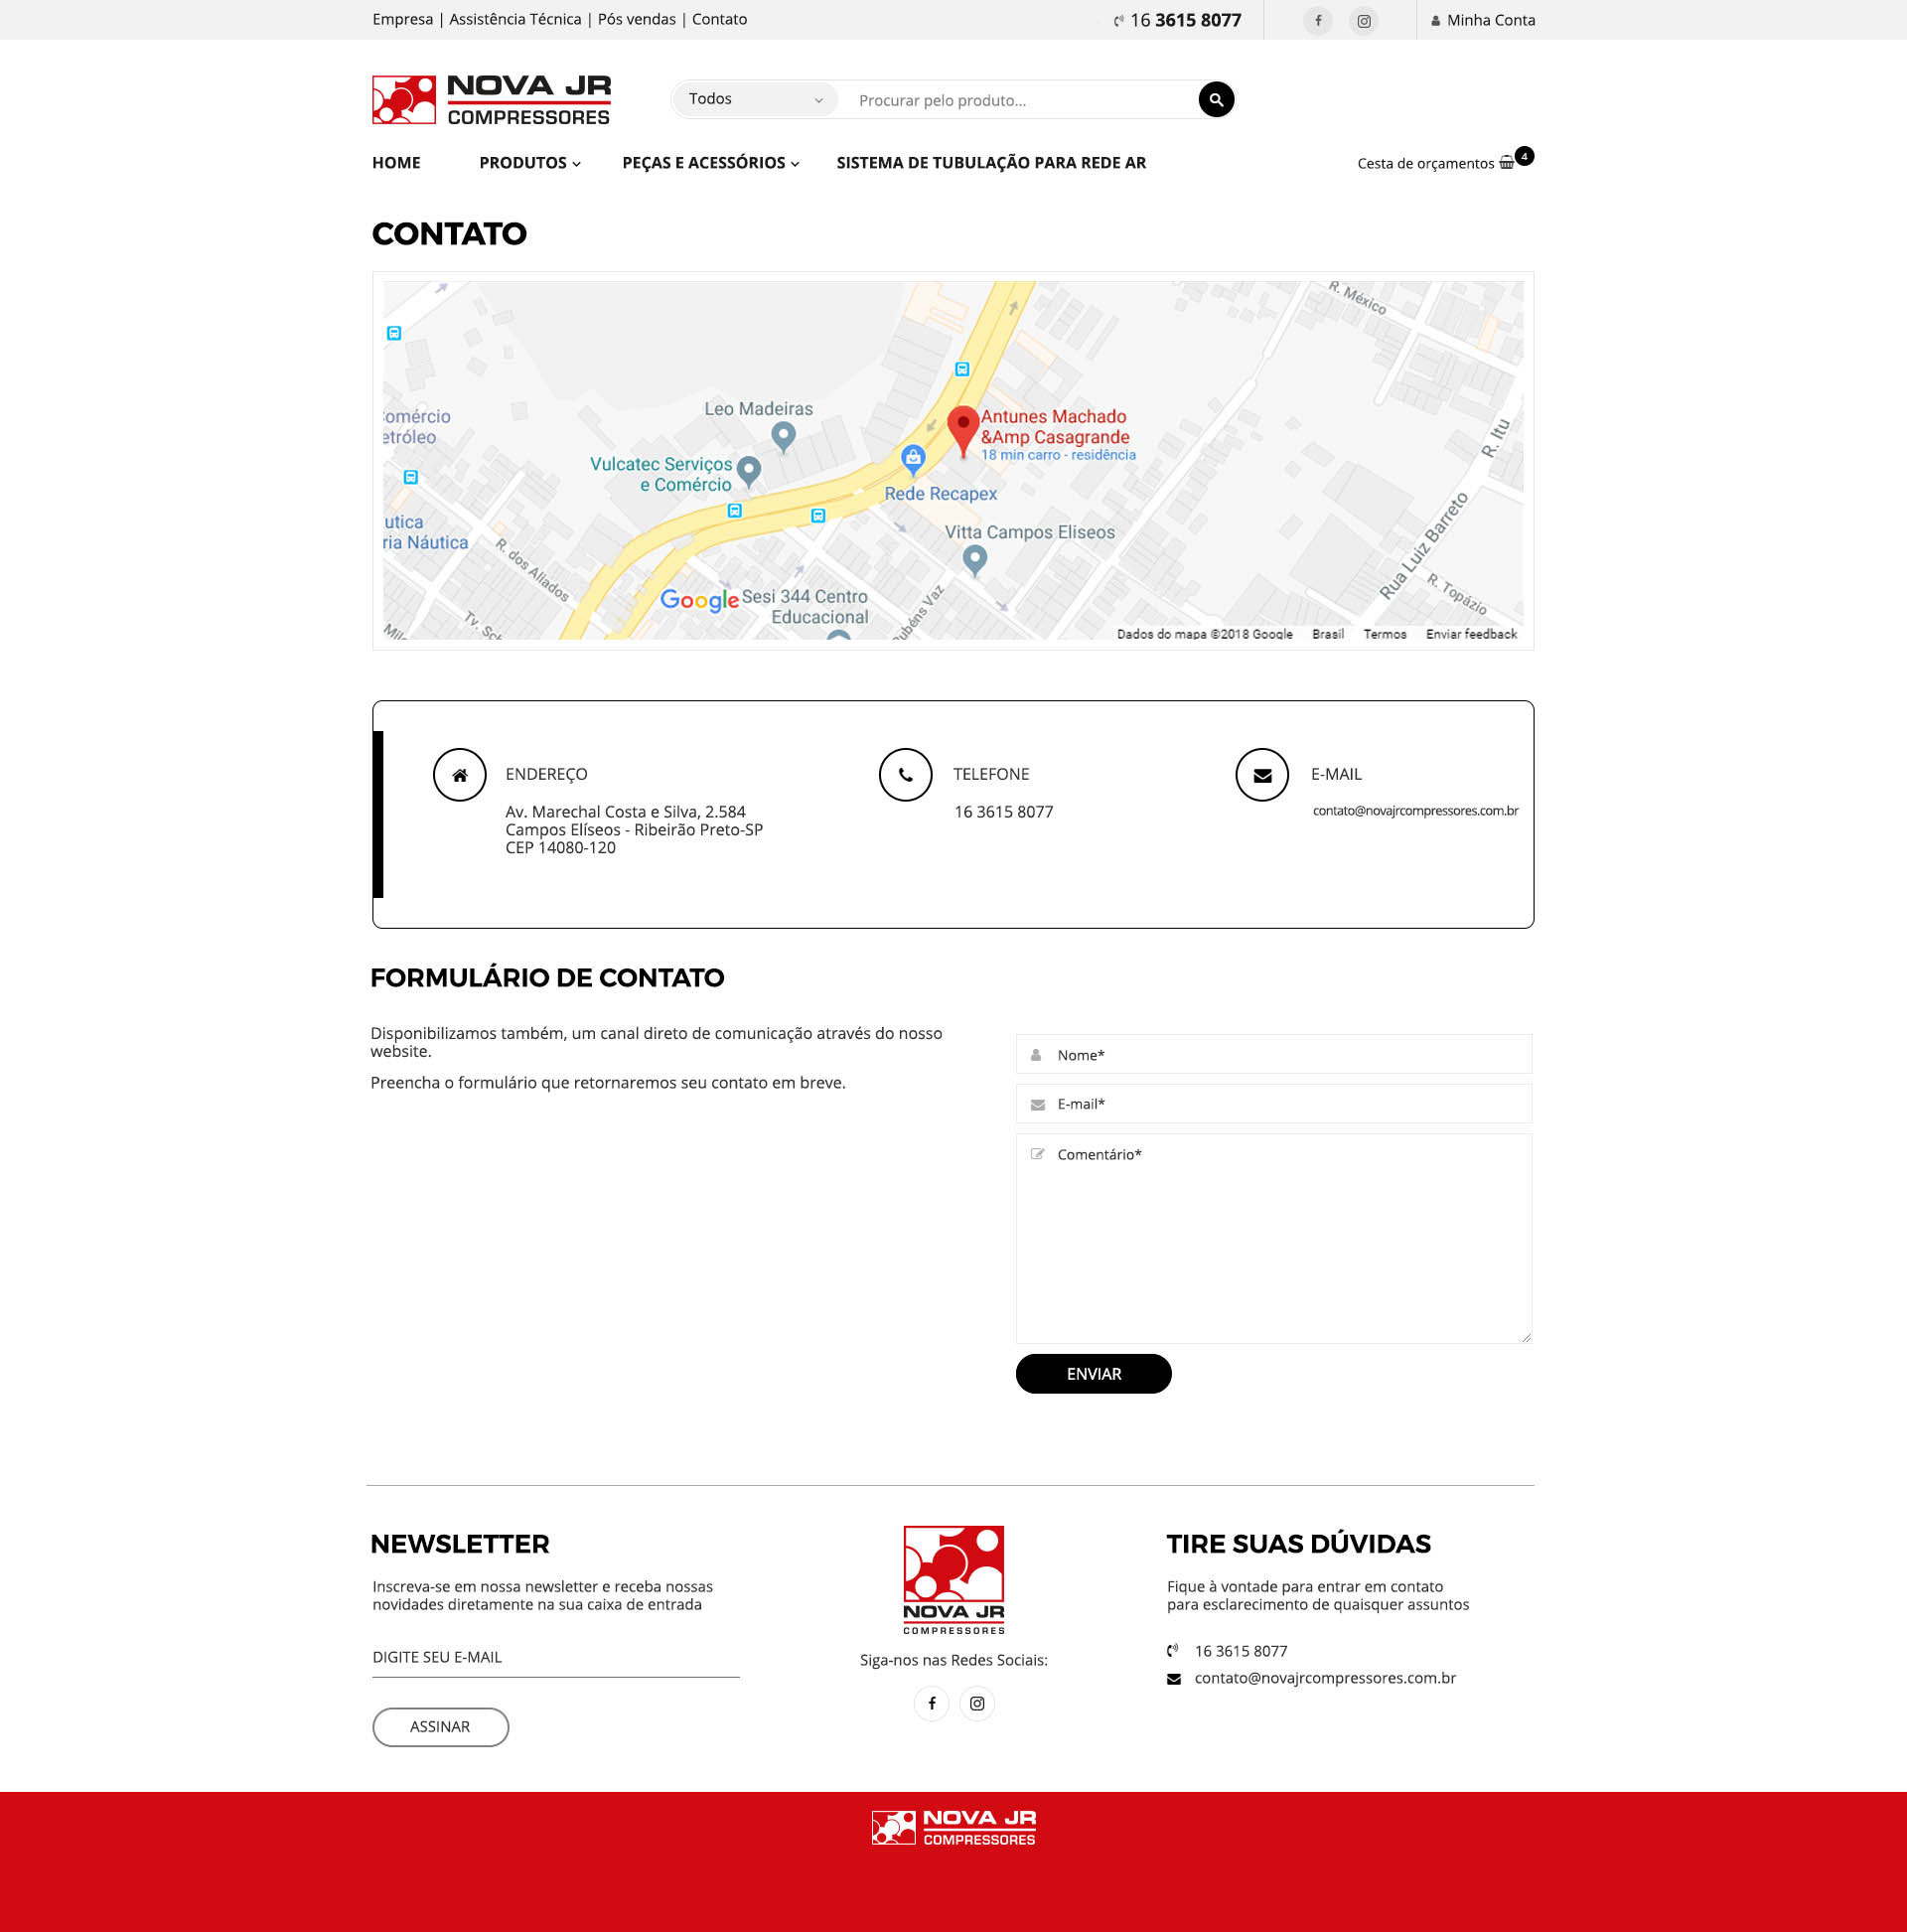 Empresa | Assistência Técnica | Pós vendas | Contato
16 3615 8077
Minha Conta
NOVA JR
COMPRESSORES
Todos
Procurar pelo produto...
HOME
PRODUTOS
PEÇAS E ACESSÓRIOS
SISTEMA DE TUBULAÇÃO PARA REDE AR
Cesta de orçamentos
4
CONTATO
R. México
Leo Madeiras
Comércio
etróleo
Antunes Machado
&Amp Casagrande
18 min carro - residência
R. Itu
Vulcatec Serviços
e Comércio
Rede Recapex
utica
ria Náutica
Vitta Campos Eliseos
Rua Luiz Barreto
R. dos Aliados
R. Topázio
Google
Sesi 344 Centro
Educacional
Rubéns Vaz
Tv. Sch
Mile
Dados do mapa ©2018 Google
Brasil
Termos
Enviar feedback
ENDEREÇO
Av. Marechal Costa e Silva, 2.584
Campos Elíseos - Ribeirão Preto-SP
CEP 14080-120
TELEFONE
16 3615 8077
E-MAIL
contato@novajrcompressores.com.br
FORMULÁRIO DE CONTATO
Disponibilizamos também, um canal direto de comunicação através do nosso
website.
Preencha o formulário que retornaremos seu contato em breve.
Nome*
E-mail*
Comentário*
ENVIAR
NEWSLETTER
Inscreva-se em nossa newsletter e receba nossas
novidades diretamente na sua caixa de entrada
DIGITE SEU E-MAIL
ASSINAR
NOVA JR
COMPRESSORES
Siga-nos nas Redes Sociais:
TIRE SUAS DÚVIDAS
Fique à vontade para entrar em contato
para esclarecimento de quaisquer assuntos
16 3615 8077
contato@novajrcompressores.com.br
NOVA JR
COMPRESSORES